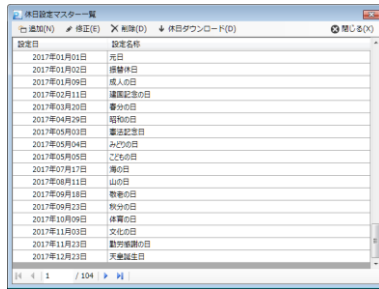 休日設定マスター一覧
追加(N) 修正(E) 削除(D) 休日ダウンロード(D) 閉じる(X)
設定日 設定名称
2017年01月01日 元日
2017年01月02日 振替休日
2017年01月09日 成人の日
2017年02月11日 建国記念の日
2017年03月20日 春分の日
2017年04月29日 昭和の日
2017年05月03日 憲法記念日
2017年05月04日 みどりの日
2017年05月05日 こどもの日
2017年07月17日 海の日
2017年08月11日 山の日
2017年09月18日 敬老の日
2017年09月23日 秋分の日
2017年10月09日 体育の日
2017年11月03日 文化の日
2017年11月23日 勤労感謝の日
2017年12月23日 天皇誕生日
1 / 104